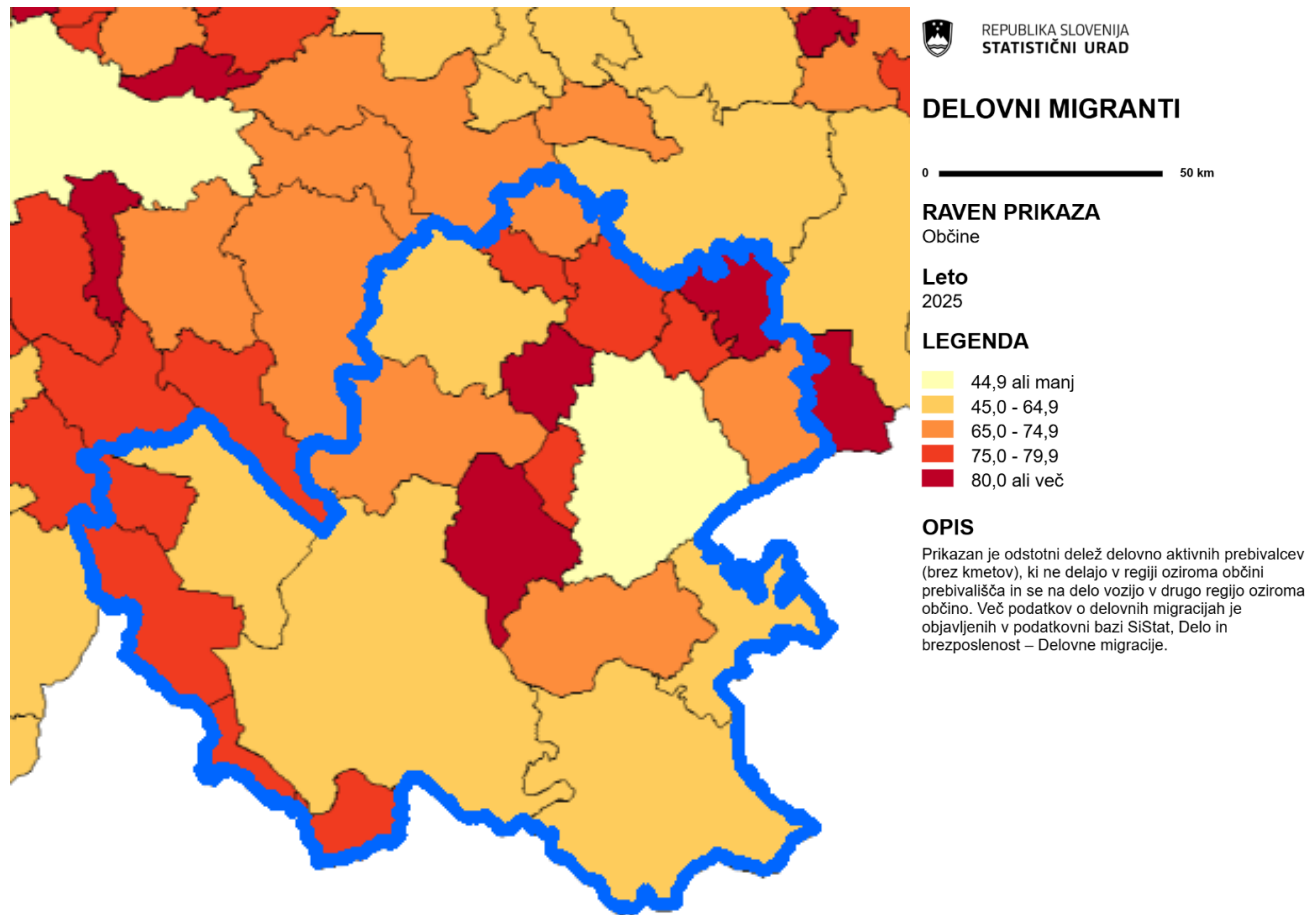 REPUBLIKA SLOVENIJA
STATISTIČNI URAD
DELOVNI MIGRANTI
0 50 km
RAVEN PRIKAZA
Občine
Leto
2025
LEGENDA
44,9 ali manj
45,0 - 64,9
65,0 - 74,9
75,0 - 79,9
80,0 ali več
OPIS
Prikazan je odstotni delež delovno aktivnih prebivalcev
(brez kmetov), ki ne delajo v regiji oziroma občini
prebivališča in se na delo vozijo v drugo regijo oziroma
občino. Več podatkov o delovnih migracijah je
objavljenih v podatkovni bazi SiStat, Delo in
brezposelnost – Delovne migracije.